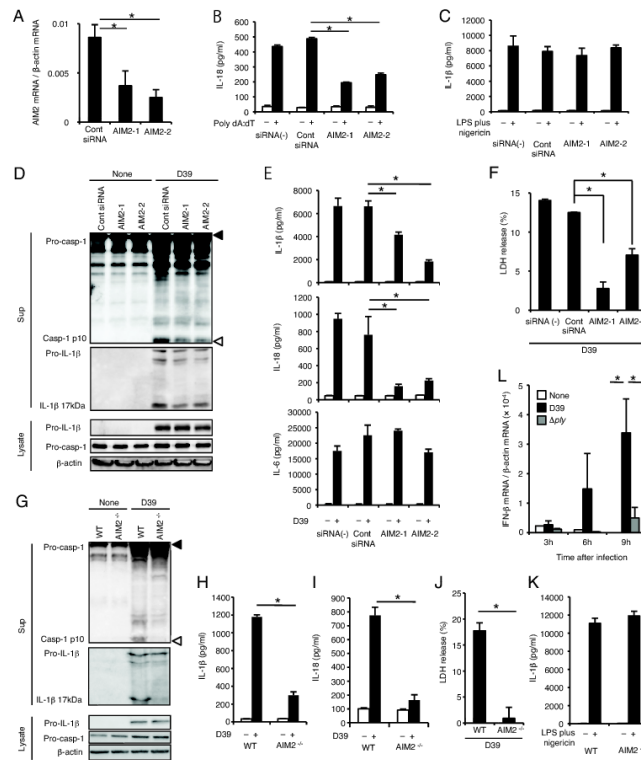 A
AIM2 mRNA / β-actin mRNA
0.01
0.005
0
*
*
Cont siRNA
AIM2-1
AIM2-2
B
IL-18 (pg/ml)
600
500
400
300
200
100
0
*
*
Poly dA:dT
− + − + − + − +
siRNA(-)
Cont siRNA
AIM2-1
AIM2-2
C
IL-1β (pg/ml)
12000
10000
8000
6000
4000
2000
0
LPS plus nigericin
− + − + − + − +
siRNA(-)
Cont siRNA
AIM2-1
AIM2-2
D
None
D39
Cont siRNA
AIM2-1
AIM2-2
Cont siRNA
AIM2-1
AIM2-2
Pro-casp-1
Sup
Casp-1 p10
Pro-IL-1β
IL-1β 17kDa
Lysate
Pro-IL-1β
Pro-casp-1
β-actin
E
IL-1β (pg/ml)
8000
6000
4000
2000
0
*
*
IL-18 (pg/ml)
1200
1000
800
600
400
200
0
*
*
IL-6 (pg/ml)
30000
25000
20000
15000
10000
5000
0
D39
− + − + − + − +
siRNA(-)
Cont siRNA
AIM2-1
AIM2-2
F
LDH release (%)
15
10
5
0
*
*
siRNA (-)
Cont siRNA
AIM2-1
AIM2-2
D39
L
None
D39
Δply
IFN-β mRNA / β-actin mRNA (× 10⁻⁴)
5
4
3
2
1
0
* *
3h
6h
9h
Time after infection
G
None
D39
WT
AIM2-/-
WT
AIM2-/-
Pro-casp-1
Sup
Casp-1 p10
Pro-IL-1β
IL-1β 17kDa
Lysate
Pro-IL-1β
Pro-casp-1
β-actin
H
IL-1β (pg/ml)
1400
1200
1000
800
600
400
200
0
*
D39
− + − +
WT
AIM2-/-
I
IL-18 (pg/ml)
1000
800
600
400
200
0
*
D39
− + − +
WT
AIM2-/-
J
LDH release (%)
25
20
15
10
5
0
*
WT
AIM2-/-
D39
K
IL-1β (pg/ml)
14000
12000
10000
8000
6000
4000
2000
0
LPS plus nigericin
− + − +
WT